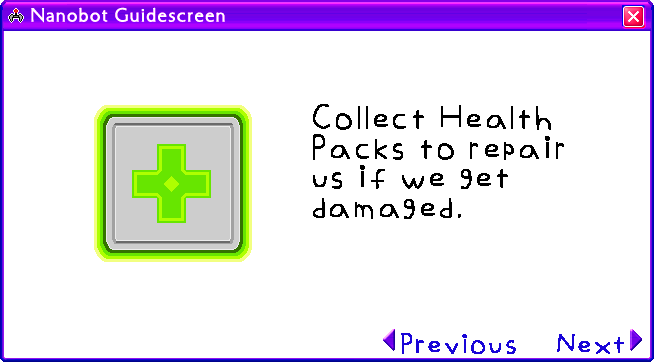 Nanobot Guidescreen
Collect Health
Packs to repair
us if we get
damaged.
Previous Next